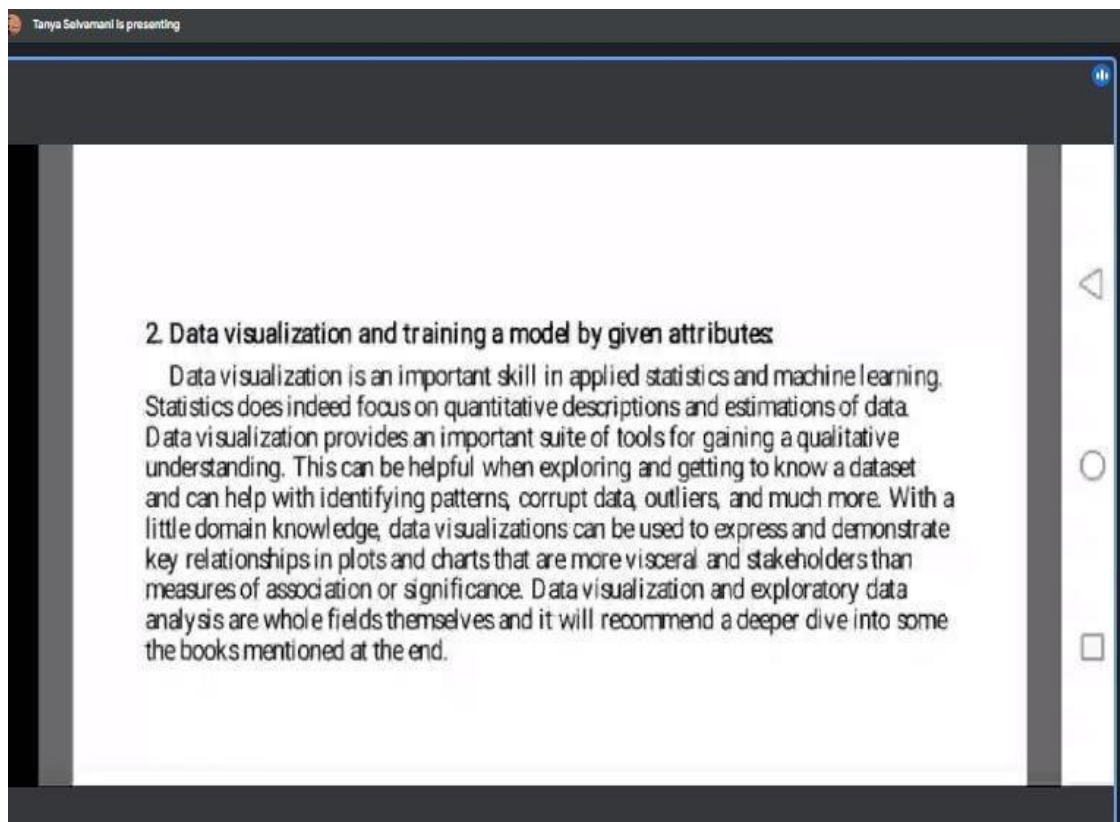 Tanya Selvamani is presenting
2. Data visualization and training a model by given attributes:
Data visualization is an important skill in applied statistics and machine learning.
Statistics does indeed focus on quantitative descriptions and estimations of data.
Data visualization provides an important suite of tools for gaining a qualitative
understanding. This can be helpful when exploring and getting to know a dataset
and can help with identifying patterns, corrupt data, outliers, and much more. With a
little domain knowledge, data visualizations can be used to express and demonstrate
key relationships in plots and charts that are more visceral and stakeholders than
measures of association or significance. Data visualization and exploratory data
analysis are whole fields themselves and it will recommend a deeper dive into some
the books mentioned at the end.